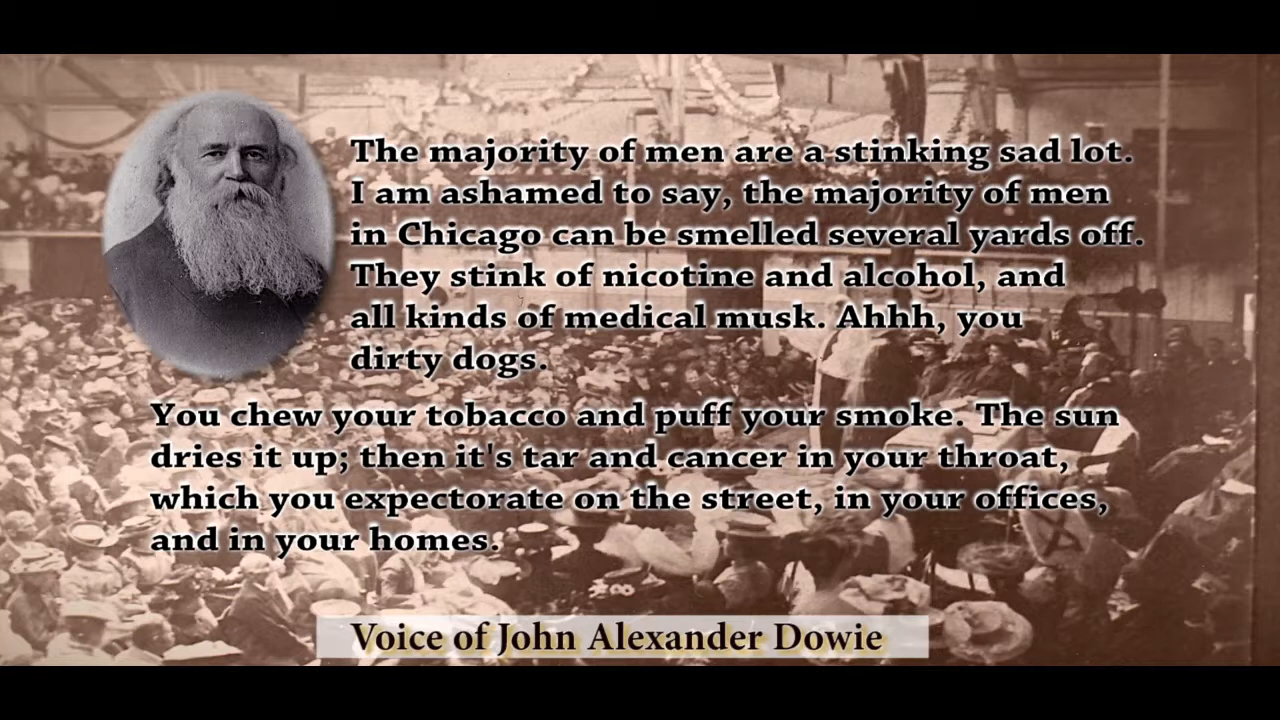 The majority of men are a stinking sad lot.
I am ashamed to say, the majority of men
in Chicago can be smelled several yards off.
They stink of nicotine and alcohol, and
all kinds of medical musk. Ahhh, you
dirty dogs.
You chew your tobacco and puff your smoke. The sun
dries it up; then it's tar and cancer in your throat,
which you expectorate on the street, in your offices,
and in your homes.
Voice of John Alexander Dowie